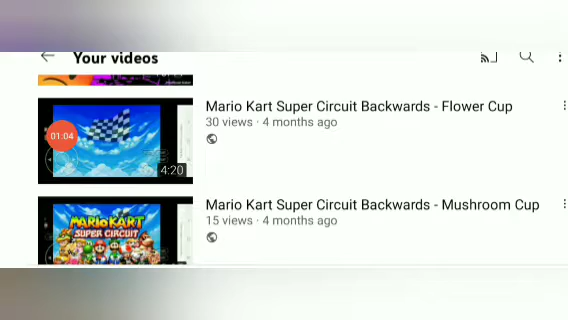 Your videos
Mario Kart Super Circuit Backwards - Flower Cup
30 views · 4 months ago
01:04
4:20
Mario Kart Super Circuit Backwards - Mushroom Cup
15 views · 4 months ago
MARIO KART
SUPER CIRCUIT